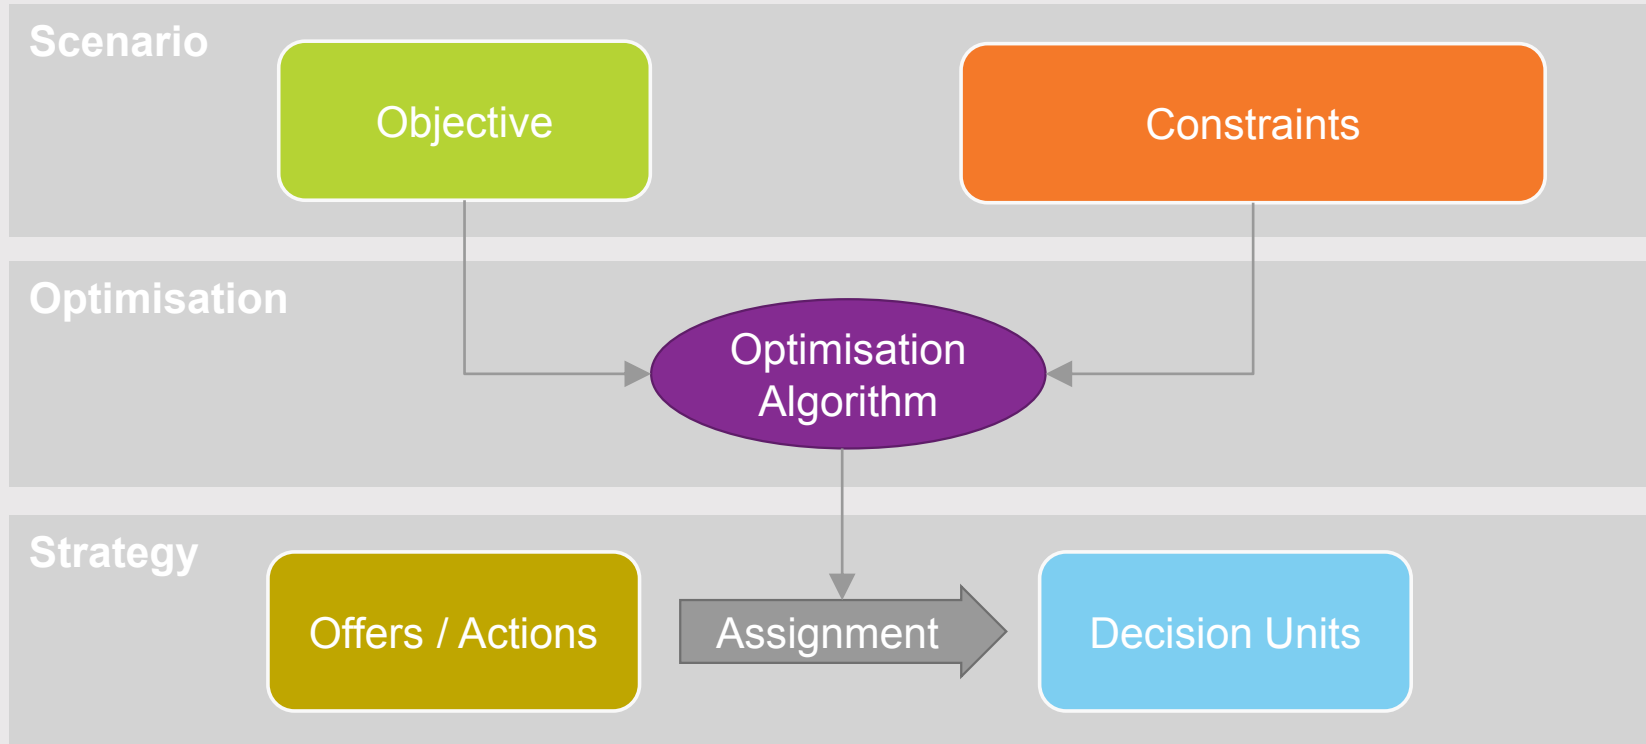 Scenario
Objective
Constraints
Optimisation
Optimisation
Algorithm
Strategy
Offers / Actions
Assignment
Decision Units